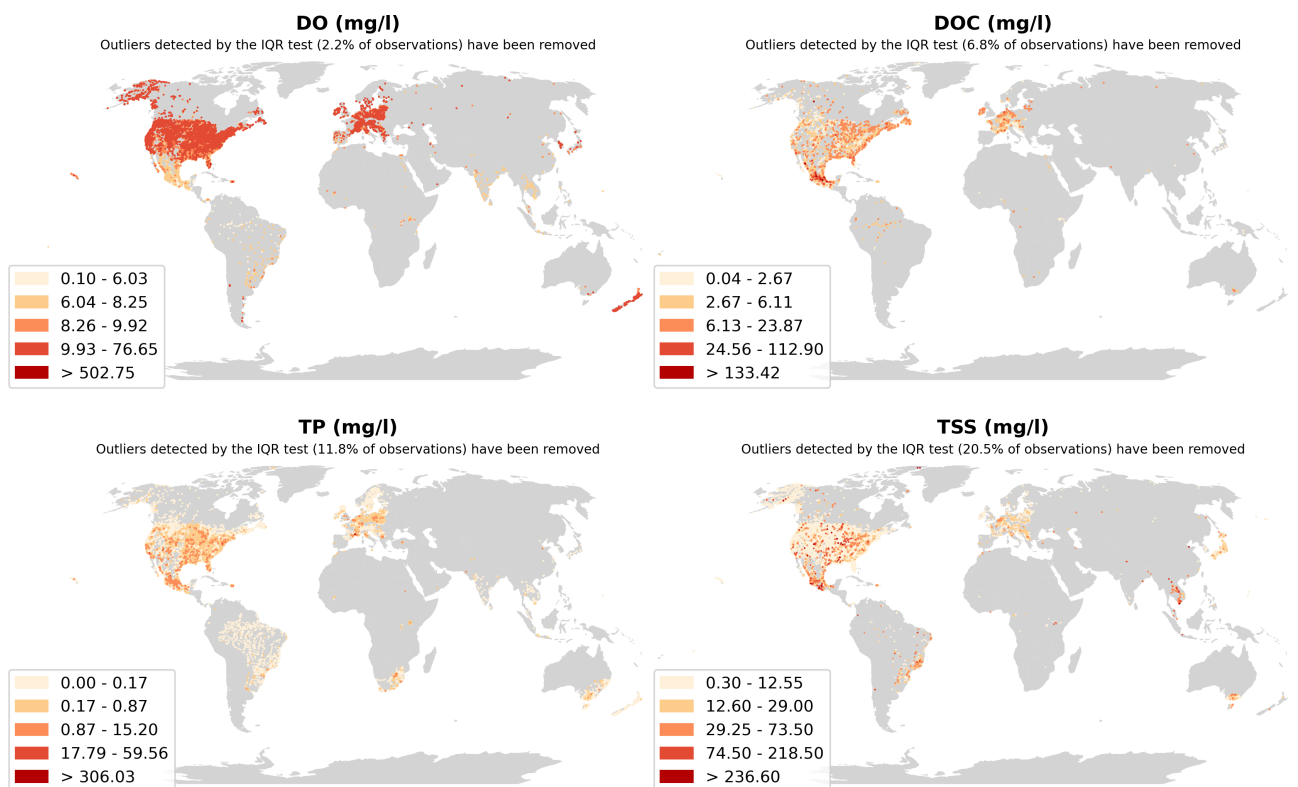 DO (mg/l)
Outliers detected by the IQR test (2.2% of observations) have been removed
0.10 - 6.03
6.04 - 8.25
8.26 - 9.92
9.93 - 76.65
> 502.75
DOC (mg/l)
Outliers detected by the IQR test (6.8% of observations) have been removed
0.04 - 2.67
2.67 - 6.11
6.13 - 23.87
24.56 - 112.90
> 133.42
TP (mg/l)
Outliers detected by the IQR test (11.8% of observations) have been removed
0.00 - 0.17
0.17 - 0.87
0.87 - 15.20
17.79 - 59.56
> 306.03
TSS (mg/l)
Outliers detected by the IQR test (20.5% of observations) have been removed
0.30 - 12.55
12.60 - 29.00
29.25 - 73.50
74.50 - 218.50
> 236.60